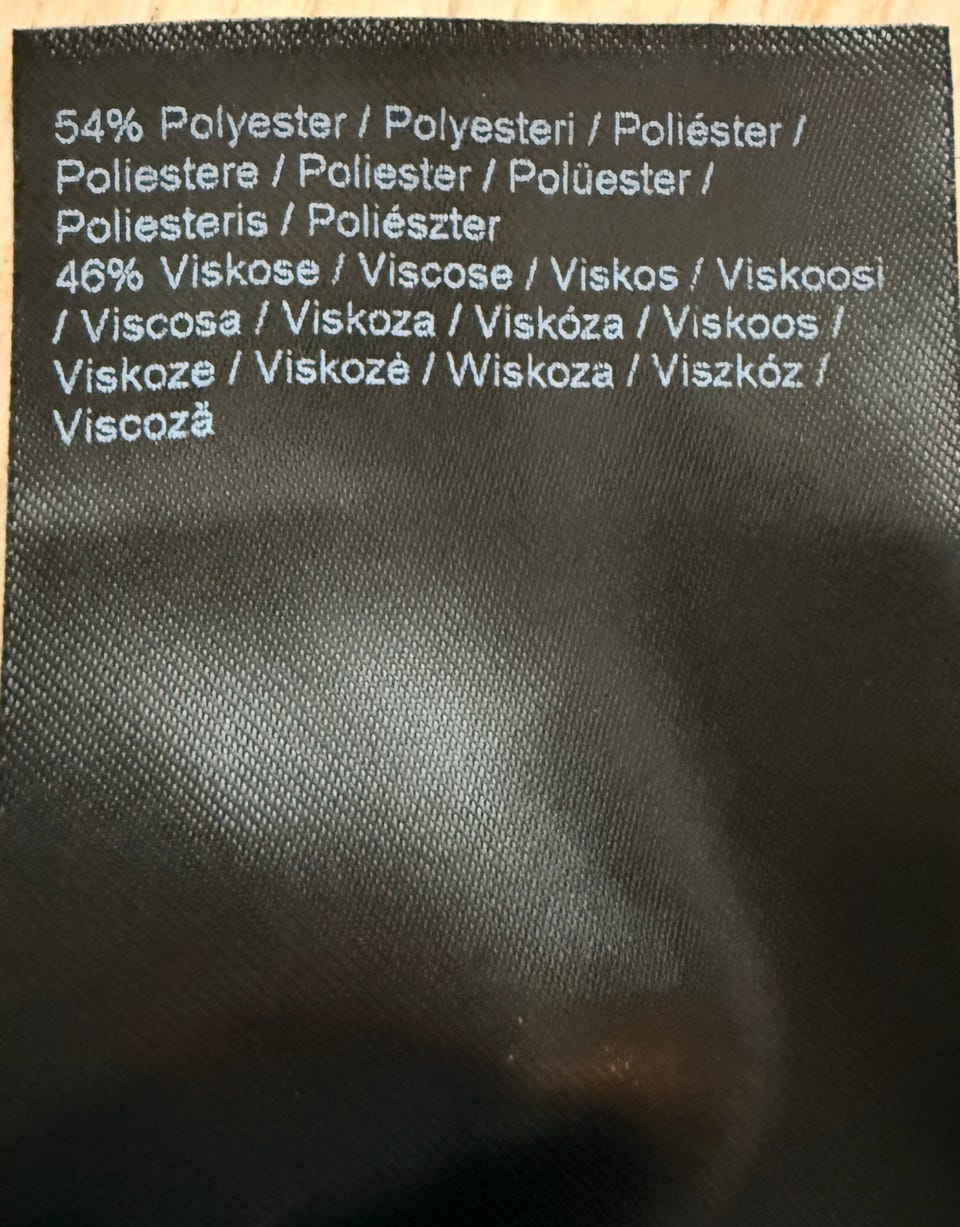 54% Polyester / Polyesteri / Poliéster /
Poliestere / Poliester / Polüester /
Poliesteris / Poliészter
46% Viskose / Viscose / Viskos / Viskoosi
/ Viscosa / Viskoza / Viskóza / Viskoos /
Viskoze / Viskozė / Wiskoza / Viszkóz /
Viscoză